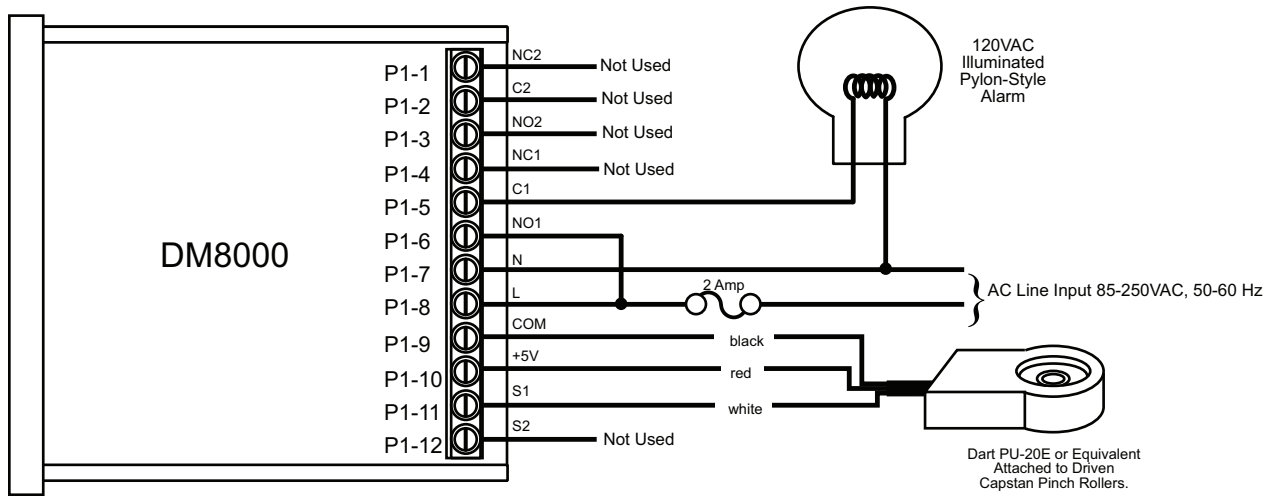 DM8000
P1-1 NC2 Not Used
P1-2 C2 Not Used
P1-3 NO2 Not Used
P1-4 NC1 Not Used
P1-5 C1
P1-6 NO1
P1-7 N
P1-8 L 2 Amp
P1-9 COM black
P1-10 +5V red
P1-11 S1 white
P1-12 S2 Not Used
120VAC
Illuminated
Pylon-Style
Alarm
AC Line Input 85-250VAC, 50-60 Hz
Dart PU-20E or Equivalent
Attached to Driven
Capstan Pinch Rollers.